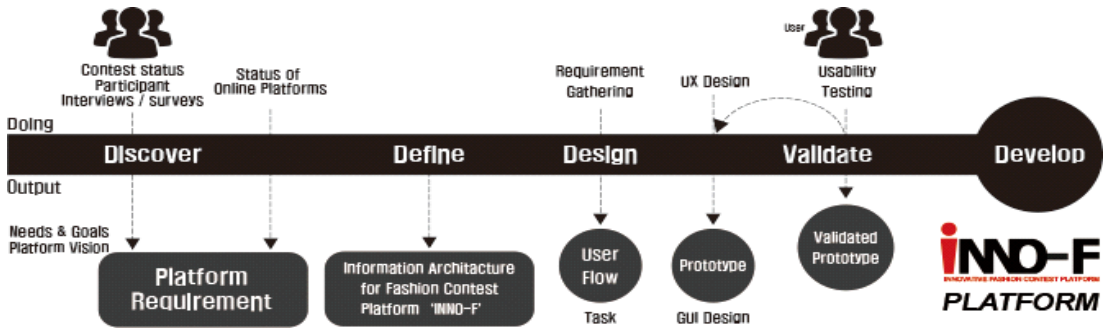 User
Contest status
Participant
Interviews / surveys
Status of
Online Platforms
Requirement
Gathering
UX Design
Usability
Testing
Doing
Discover
Define
Design
Validate
Develop
Output
Needs & Goals
Platform Vision
Platform
Requirement
Information Architecture
for Fashion Contest
Platform 'INNO-F'
User
Flow
Task
Prototype
GUI Design
Validated
Prototype
iNNO-F
INNOVATIVE FASHION CONTEST PLATFORM
PLATFORM